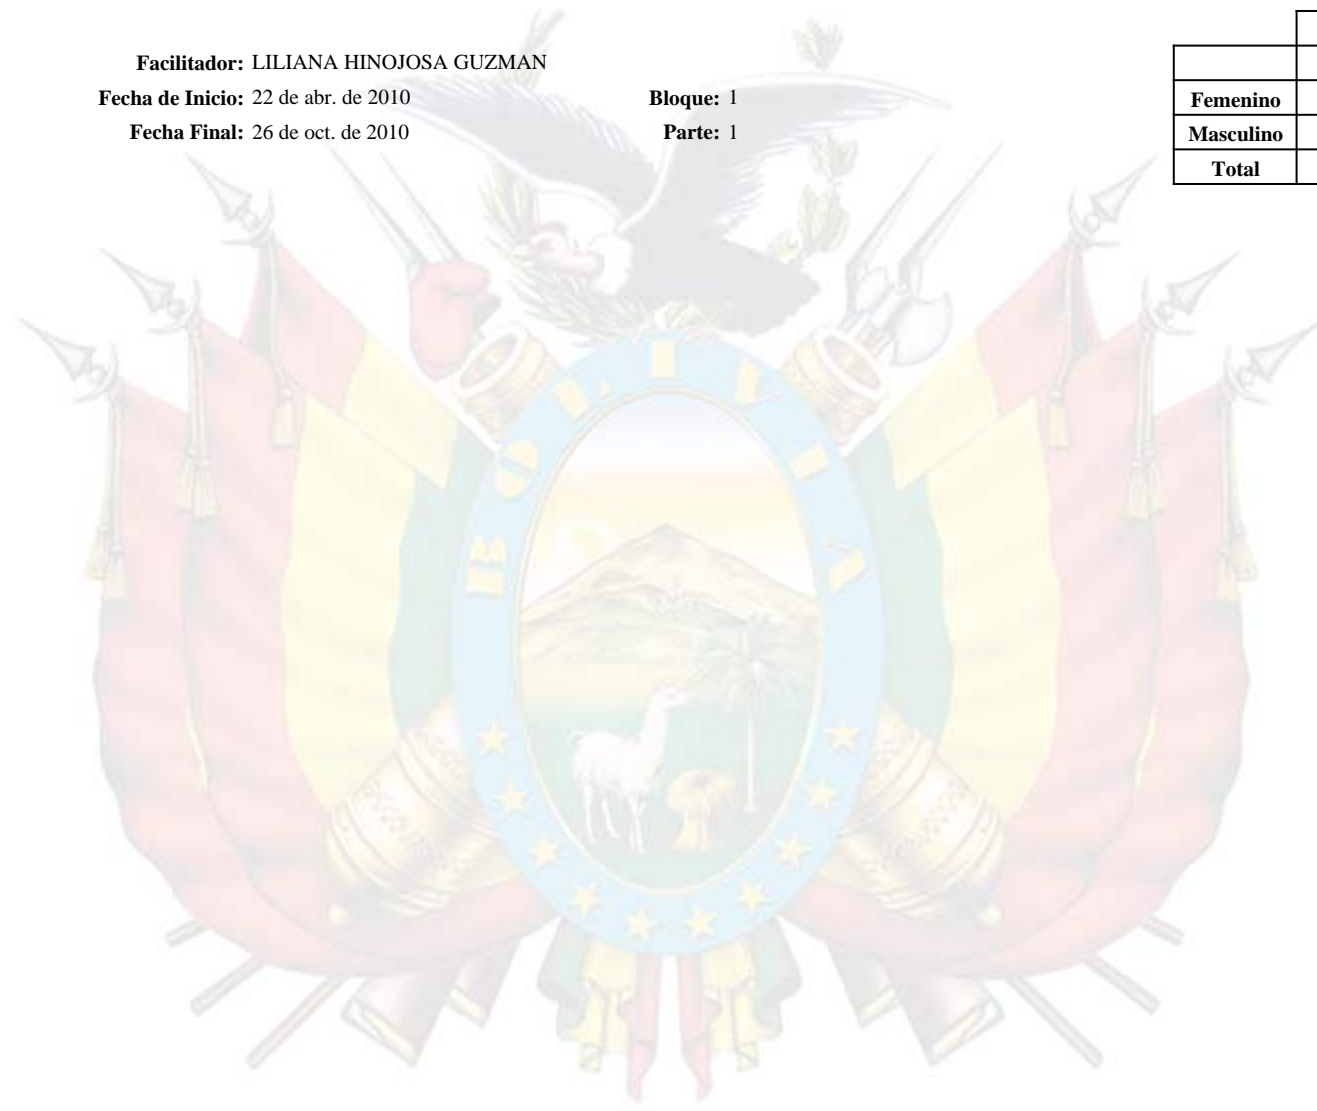 Facilitador: LILIANA HINOJOSA GUZMAN
Fecha de Inicio: 22 de abr. de 2010 Bloque: 1
Fecha Final: 26 de oct. de 2010 Parte: 1
Femenino
Masculino
Total
BOLIVIA